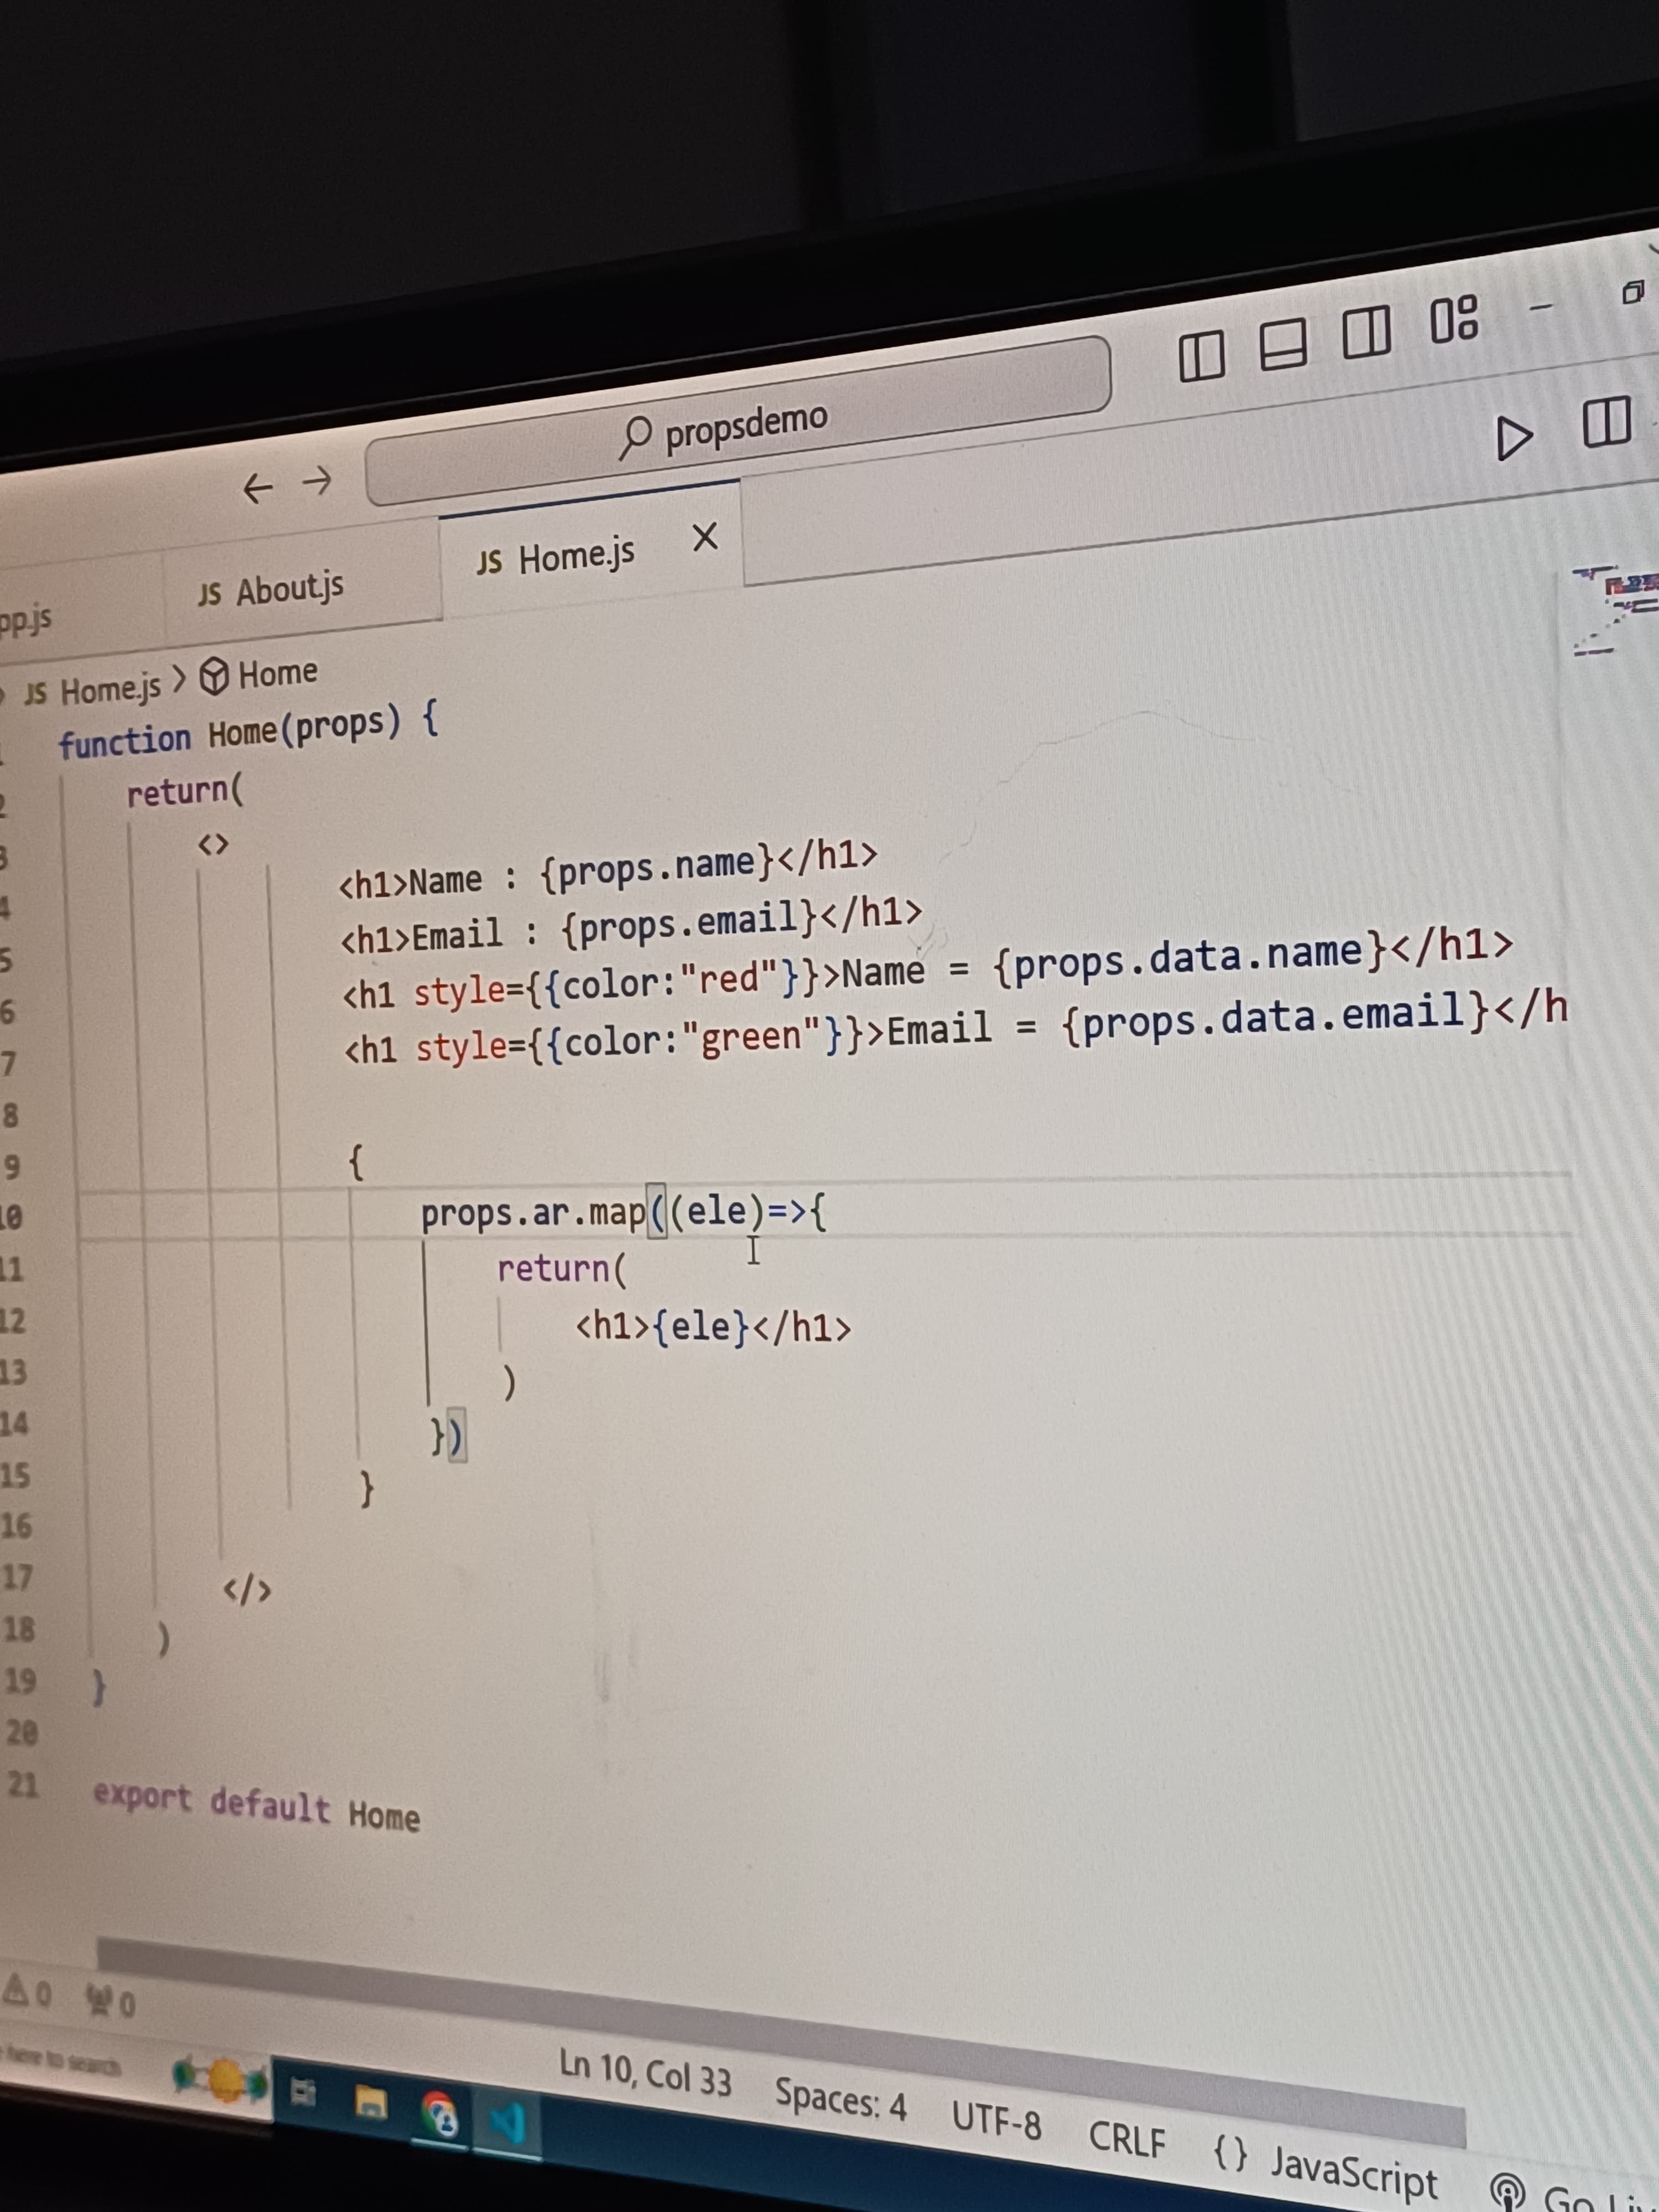 propsdemo
pp.js
JS About.js
JS Home.js
JS Home.js > Home
function Home(props) {
2 return(
3 <>
4 <h1>Name : {props.name}</h1>
5 <h1>Email : {props.email}</h1>
6 <h1 style={{color:"red"}}>Name = {props.data.name}</h1>
7 <h1 style={{color:"green"}}>Email = {props.data.email}</h
8
9 {
10 props.ar.map((ele)=>{
11 return(
12 <h1>{ele}</h1>
13 )
14 })
15 }
16
17 </>
18 )
19 }
20
21 export default Home
0 0
here to search
Ln 10, Col 33 Spaces: 4 UTF-8 CRLF {} JavaScript Go Liv